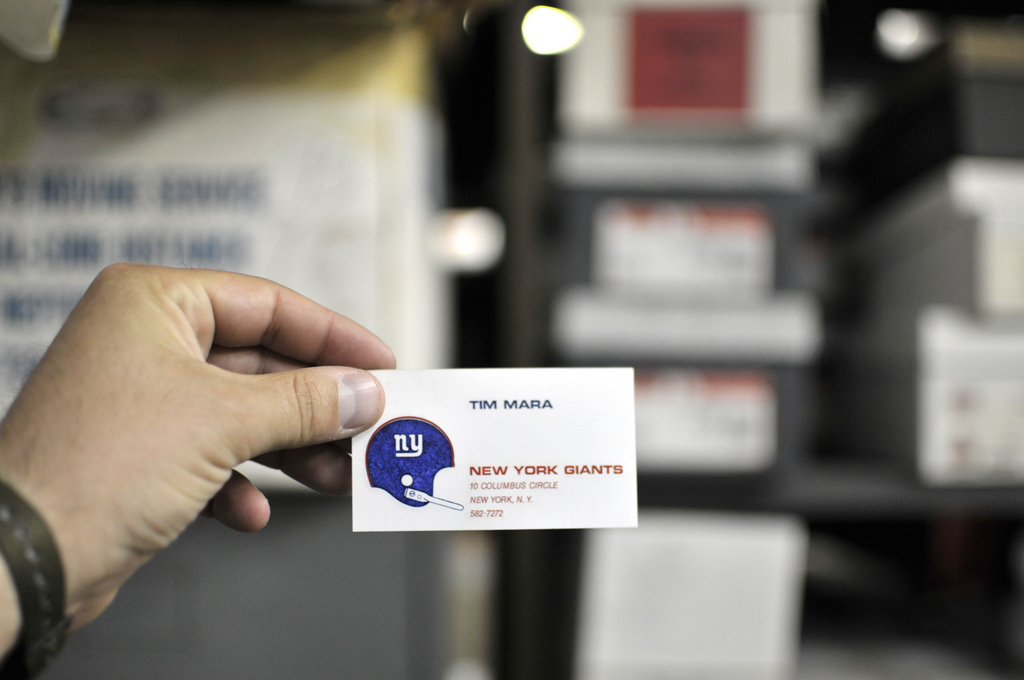 TIM MARA
ny
NEW YORK GIANTS
10 COLUMBUS CIRCLE
NEW YORK, N. Y.
582-7272